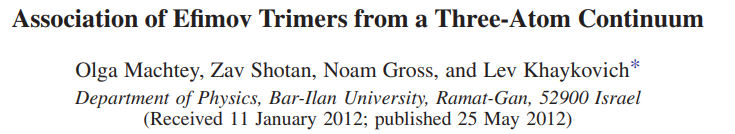 Association of Efimov Trimers from a Three-Atom Continuum
Olga Machtey, Zav Shotan, Noam Gross, and Lev Khaykovich*
Department of Physics, Bar-Ilan University, Ramat-Gan, 52900 Israel
(Received 11 January 2012; published 25 May 2012)